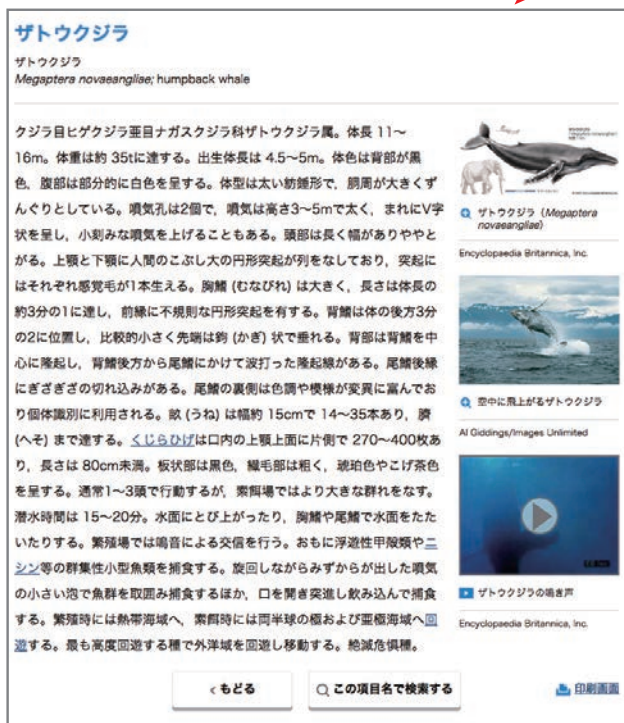 ザトウクジラ
ザトウクジラ
Megaptera novaeangliae; humpback whale
クジラ目ヒゲクジラ亜目ナガスクジラ科ザトウクジラ属。体長 11〜
16m。体重は約 35tに達する。出生体長は 4.5〜5m。体色は背部が黒
色，腹部は部分的に白色を呈する。体型は太い紡錘形で，胴周が大きくず
んぐりとしている。噴気孔は2個で，噴気は高さ3〜5mで太く，まれにV字
状を呈し，小刻みな噴気を上げることもある。頭部は長く幅がありややと
がる。上顎と下顎に人間のこぶし大の円形突起が列をなしており，突起に
はそれぞれ感覚毛が1本生える。胸鰭 (むなびれ) は大きく，長さは体長の
約3分の1に達し，前縁に不規則な円形突起を有する。背鰭は体の後方3分
の2に位置し，比較的小さく先端は鉤 (かぎ) 状で垂れる。背部は背鰭を中
心に隆起し，背鰭後方から尾鰭にかけて波打った隆起線がある。尾鰭後縁
にぎざぎざの切れ込みがある。尾鰭の裏側は色調や模様が変異に富んでお
り個体識別に利用される。畝 (うね) は幅約 15cmで 14〜35本あり，臍
(へそ) まで達する。くじらひげは口内の上顎上面に片側で 270〜400枚あ
り，長さは 80cm未満。板状部は黒色，繊毛部は粗く，琥珀色やこげ茶色
を呈する。通常1〜3頭で行動するが，索餌場ではより大きな群れをなす。
潜水時間は 15〜20分。水面にとび上がったり，胸鰭や尾鰭で水面をたた
いたりする。繁殖場では鳴音による交信を行う。おもに浮遊性甲殻類やニ
シン等の群集性小型魚類を捕食する。旋回しながらみずからが出した噴気
の小さい泡で魚群を取囲み捕食するほか，口を開き突進し飲み込んで捕食
する。繁殖時には熱帯海域へ，索餌時には両半球の極および亜極海域へ回
遊する。最も高度回遊する種で外洋域を回遊し移動する。絶滅危惧種。
ザトウクジラ（Megaptera
novaeangliae）
Encyclopaedia Britannica, Inc.
空中に飛上がるザトウクジラ
Al Giddings/Images Unlimited
ザトウクジラの鳴き声
Encyclopaedia Britannica, Inc.
もどる
この項目名で検索する
印刷画面